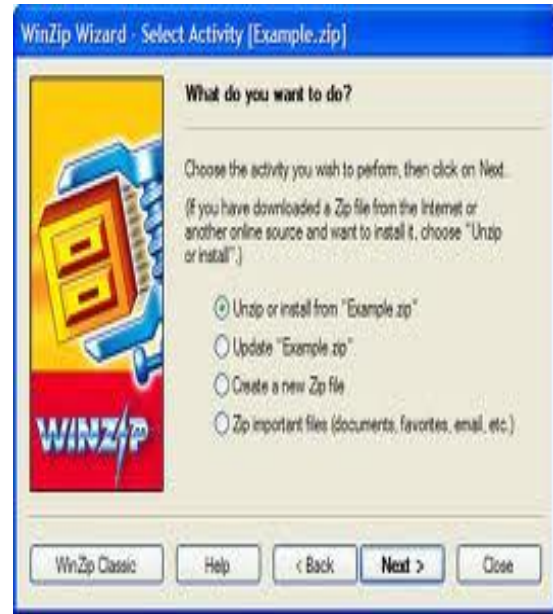 WinZip Wizard - Select Activity [Example.zip]
What do you want to do?
Choose the activity you wish to perform, then click on Next.
(If you have downloaded a Zip file from the Internet or
another online source and want to install it, choose "Unzip
or install".)
Unzip or install from "Example.zip"
Update "Example.zip"
Create a new Zip file
Zip important files (documents, favorites, email, etc.)
WINZIP
WinZip Classic
Help
< Back
Next >
Close